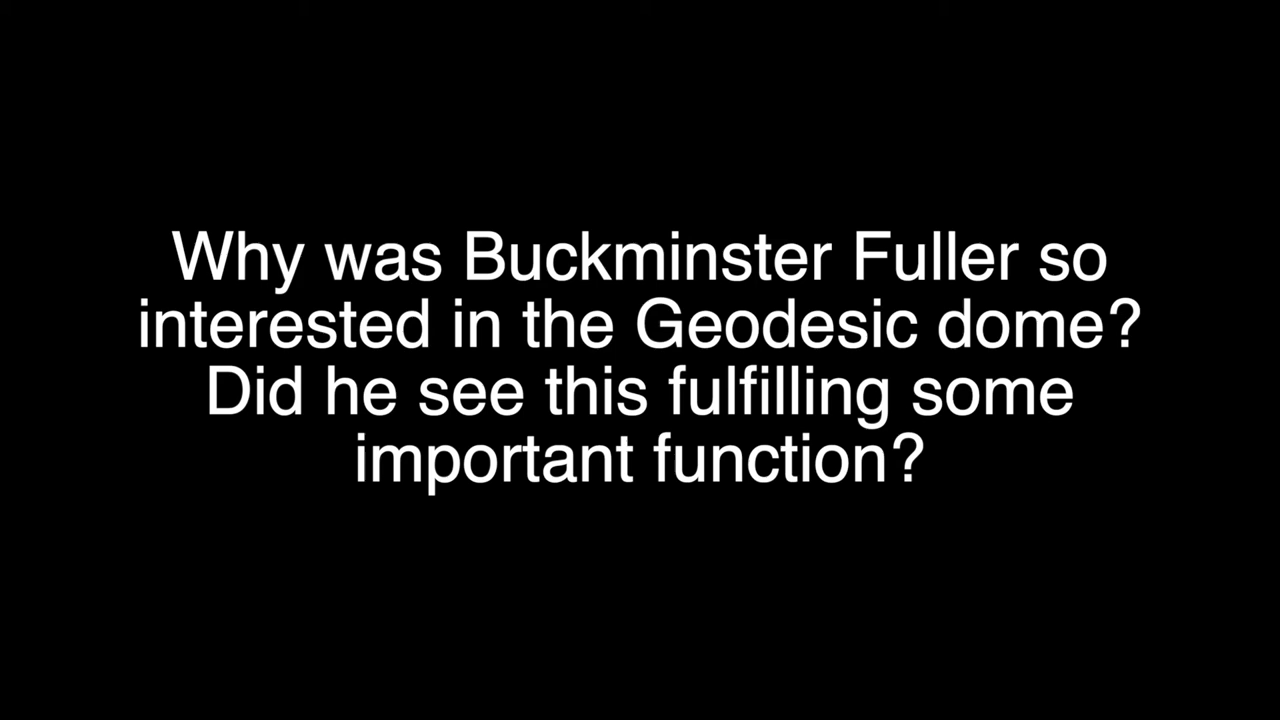 Why was Buckminster Fuller so
interested in the Geodesic dome?
Did he see this fulfilling some
important function?